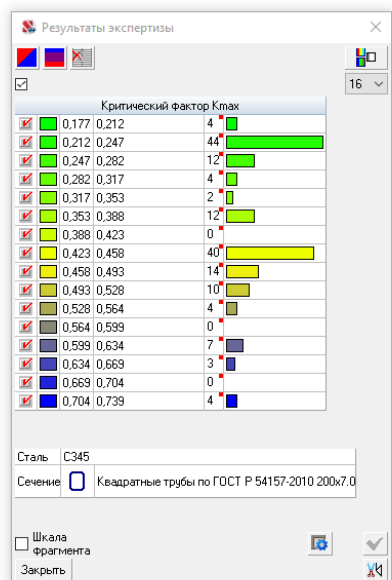 Результаты экспертизы
16
Критический фактор Kmax
0,177 0,212 4
0,212 0,247 44
0,247 0,282 12
0,282 0,317 4
0,317 0,353 2
0,353 0,388 12
0,388 0,423 0
0,423 0,458 40
0,458 0,493 14
0,493 0,528 10
0,528 0,564 4
0,564 0,599 0
0,599 0,634 7
0,634 0,669 3
0,669 0,704 0
0,704 0,739 4
Сталь С345
Сечение Квадратные трубы по ГОСТ Р 54157-2010 200x7.0
Шкала
фрагмента
Закрыть